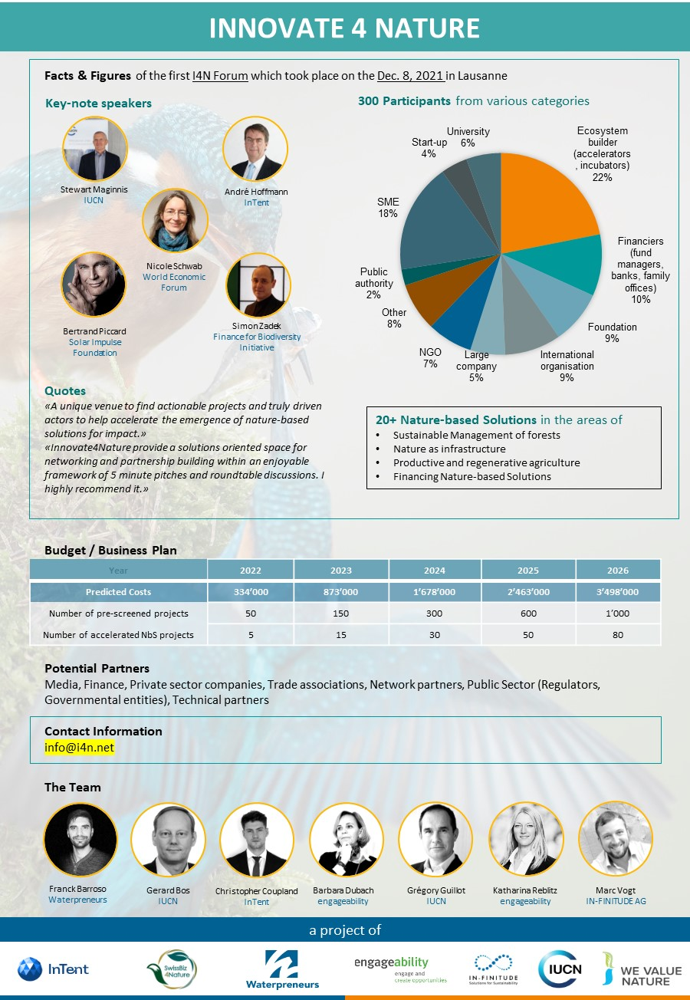 INNOVATE 4 NATURE
Facts & Figures of the first I4N Forum which took place on the Dec. 8, 2021 in Lausanne
Key-note speakers
Stewart Maginnis
IUCN
André Hoffmann
InTent
Nicole Schwab
World Economic
Forum
Bertrand Piccard
Solar Impulse
Foundation
Simon Zadek
Finance for Biodiversity
Initiative
300 Participants from various categories
University
6%
Start-up
4%
Ecosystem
builder
(accelerators
, incubators)
22%
SME
18%
Financiers
(fund
managers,
banks, family
offices)
10%
Public
authority
2%
Other
8%
Foundation
9%
NGO
7%
Large
company
5%
International
organisation
9%
Quotes
«A unique venue to find actionable projects and truly driven
actors to help accelerate the emergence of nature-based
solutions for impact.»
«Innovate4Nature provide a solutions oriented space for
networking and partnership building within an enjoyable
framework of 5 minute pitches and roundtable discussions. I
highly recommend it.»
20+ Nature-based Solutions in the areas of
• Sustainable Management of forests
• Nature as infrastructure
• Productive and regenerative agriculture
• Financing Nature-based Solutions
Budget / Business Plan
Year 2022 2023 2024 2025 2026
Predicted Costs 334’000 873’000 1’678’000 2’463’000 3’498’000
Number of pre-screened projects 50 150 300 600 1’000
Number of accelerated NbS projects 5 15 30 50 80
Potential Partners
Media, Finance, Private sector companies, Trade associations, Network partners, Public Sector (Regulators,
Governmental entities), Technical partners
Contact Information
info@i4n.net
The Team
Franck Barroso
Waterpreneurs
Gerard Bos
IUCN
Christopher Coupland
InTent
Barbara Dubach
engageability
Grégory Guillot
IUCN
Katharina Reblitz
engageability
Marc Vogt
IN-FINITUDE AG
a project of
InTent
SwissBiz
4Nature
Waterpreneurs
engageability
engage and
create opportunities
IN-FINITUDE
Solutions for Sustainability
IUCN
WE VALUE
NATURE